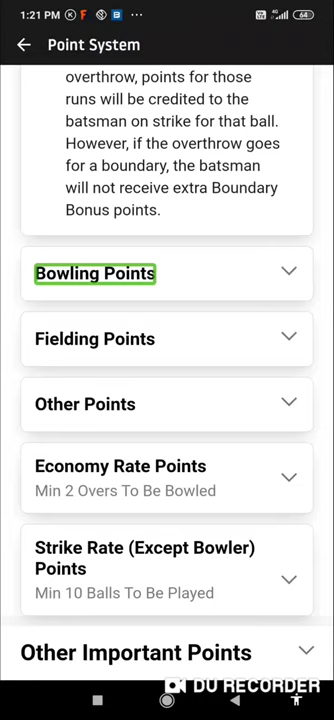 1:21 PM
64
Point System
overthrow, points for those
runs will be credited to the
batsman on strike for that ball.
However, if the overthrow goes
for a boundary, the batsman
will not receive extra Boundary
Bonus points.
Bowling Points
Fielding Points
Other Points
Economy Rate Points
Min 2 Overs To Be Bowled
Strike Rate (Except Bowler)
Points
Min 10 Balls To Be Played
Other Important Points
DU RECORDER